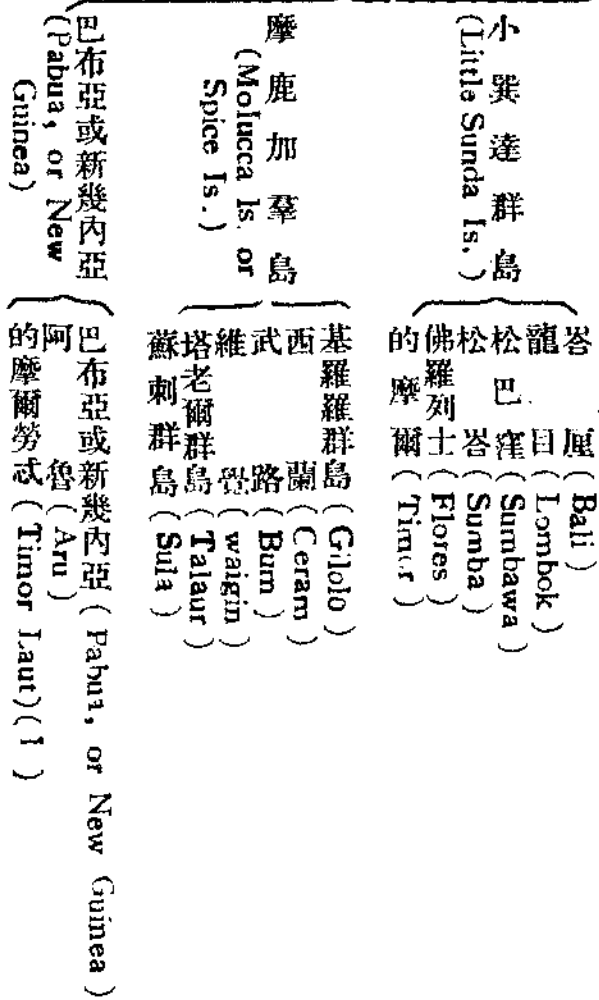 小巽達群島
(Little Sunda Is.)
峇厘(Bali)
龍目(Lombok)
松巴窪(Sumbawa)
松峇(Sumba)
佛羅列士(Flores)
的摩爾(Timor)
摩鹿加羣島
(Molucca Is. or
Spice Is.)
基羅羅群島(Gilolo)
西蘭(Ceram)
武路(Bum)
維覺(waigin)
塔老爾群島(Talaur)
蘇刺群島(Sula)
巴布亞或新幾內亞
(Pabua, or New
Guinea)
巴布亞或新幾內亞(Pabua, or New Guinea)
阿魯(Aru)
的摩爾勞忒(Timor Laut)(1)